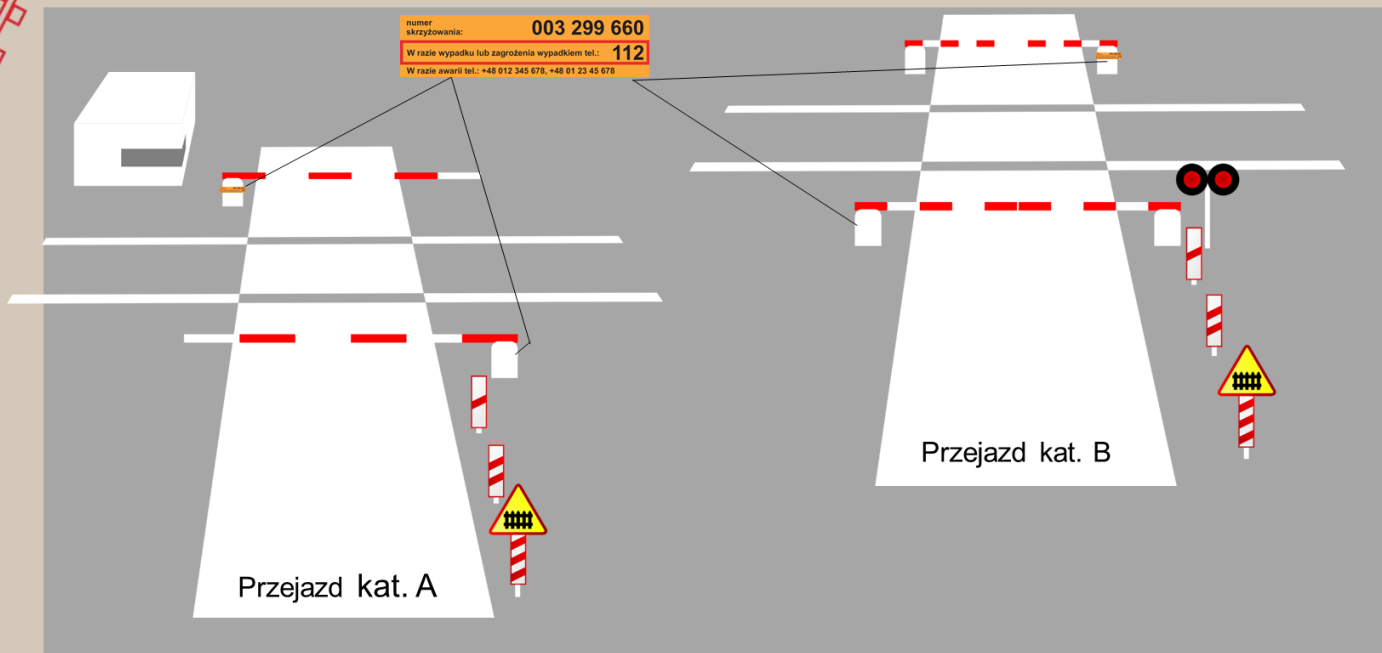 numer
skrzyżowania: 003 299 660
W razie wypadku lub zagrożenia wypadkiem tel.: 112
W razie awarii tel.: +48 012 345 678, +48 01 23 45 678
Przejazd kat. B
Przejazd kat. A